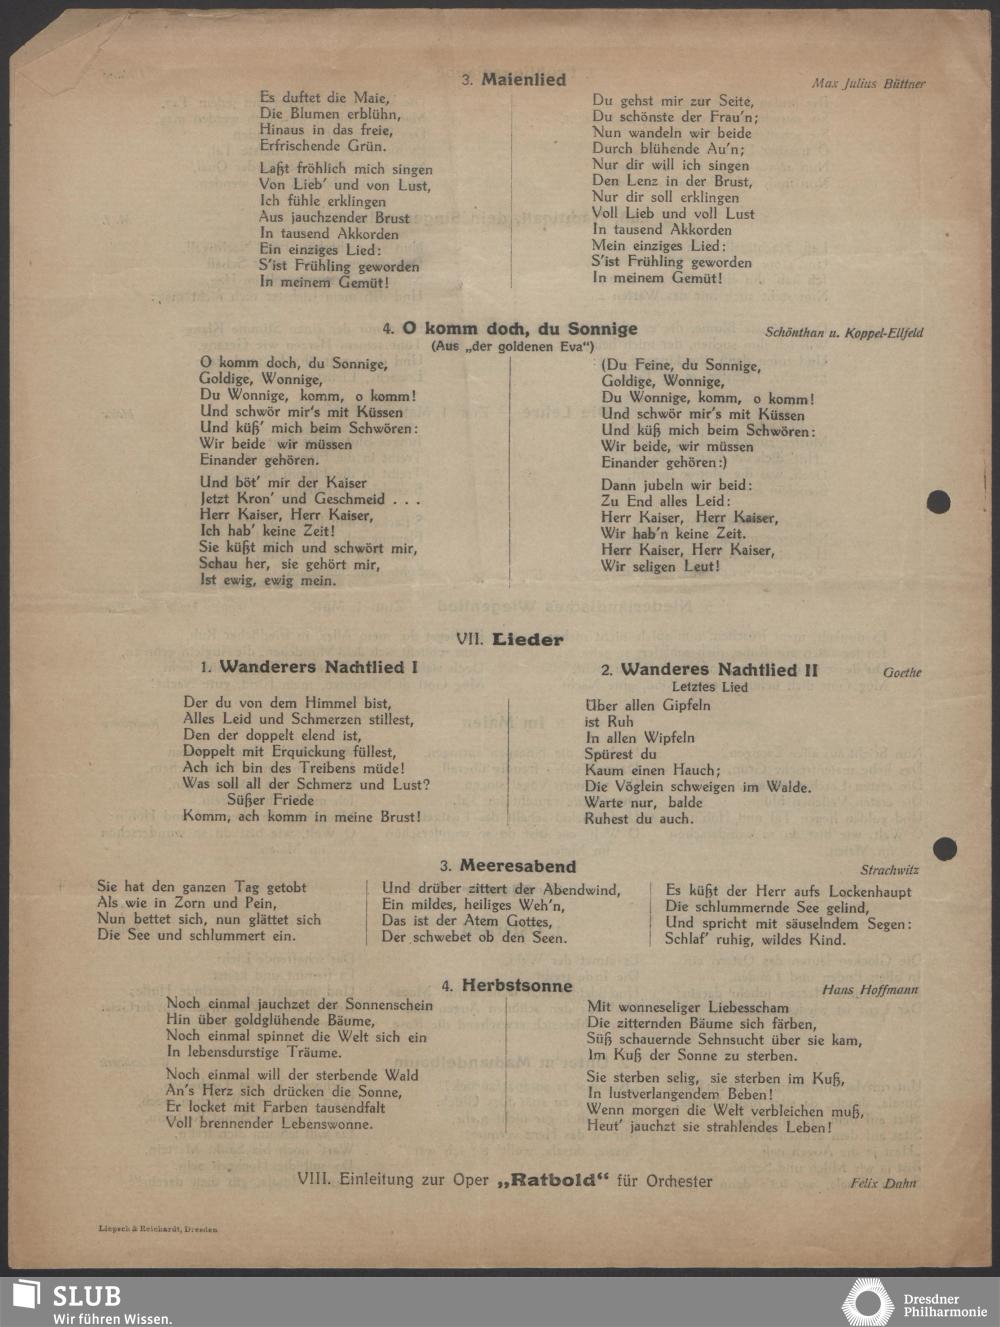 3. Maienlied
Max Julius Büttner
Es duftet die Maie,
Die Blumen erblühn,
Hinaus in das freie,
Erfrischende Grün.
Laßt fröhlich mich singen
Von Lieb' und von Lust,
Ich fühle erklingen
Aus jauchzender Brust
In tausend Akkorden
Ein einziges Lied:
S'ist Frühling geworden
In meinem Gemüt!
Du gehst mir zur Seite,
Du schönste der Frau'n;
Nun wandeln wir beide
Durch blühende Au'n;
Nur dir will ich singen
Den Lenz in der Brust,
Nur dir soll erklingen
Voll Lieb und voll Lust
In tausend Akkorden
Mein einziges Lied:
S'ist Frühling geworden
In meinem Gemüt!
4. O komm doch, du Sonnige
Schönthan u. Koppel-Ellfeld
(Aus „der goldenen Eva“)
O komm doch, du Sonnige,
Goldige, Wonnige,
Du Wonnige, komm, o komm!
Und schwör mir's mit Küssen
Und küß' mich beim Schwören:
Wir beide wir müssen
Einander gehören.
Und böt' mir der Kaiser
Jetzt Kron' und Geschmeid . . .
Herr Kaiser, Herr Kaiser,
Ich hab' keine Zeit!
Sie küßt mich und schwört mir,
Schau her, sie gehört mir,
Ist ewig, ewig mein.
(Du Feine, du Sonnige,
Goldige, Wonnige,
Du Wonnige, komm, o komm!
Und schwör mir's mit Küssen
Und küß mich beim Schwören:
Wir beide, wir müssen
Einander gehören:)
Dann jubeln wir beid:
Zu End alles Leid:
Herr Kaiser, Herr Kaiser,
Wir hab'n keine Zeit.
Herr Kaiser, Herr Kaiser,
Wir seligen Leut!
VII. Lieder
1. Wanderers Nachtlied I
Der du von dem Himmel bist,
Alles Leid und Schmerzen stillest,
Den der doppelt elend ist,
Doppelt mit Erquickung füllest,
Ach ich bin des Treibens müde!
Was soll all der Schmerz und Lust?
Süßer Friede
Komm, ach komm in meine Brust!
2. Wanderes Nachtlied II
Goethe
Letztes Lied
Über allen Gipfeln
ist Ruh
In allen Wipfeln
Spürest du
Kaum einen Hauch;
Die Vöglein schweigen im Walde.
Warte nur, balde
Ruhest du auch.
3. Meeresabend
Strachwitz
Sie hat den ganzen Tag getobt
Als wie in Zorn und Pein,
Nun bettet sich, nun glättet sich
Die See und schlummert ein.
Und drüber zittert der Abendwind,
Ein mildes, heiliges Weh'n,
Das ist der Atem Gottes,
Der schwebet ob den Seen.
Es küßt der Herr aufs Lockenhaupt
Die schlummernde See gelind,
Und spricht mit säuselndem Segen:
Schlaf' ruhig, wildes Kind.
4. Herbstsonne
Hans Hoffmann
Noch einmal jauchzet der Sonnenschein
Hin über goldglühende Bäume,
Noch einmal spinnet die Welt sich ein
In lebensdurstige Träume.
Noch einmal will der sterbende Wald
An's Herz sich drücken die Sonne,
Er locket mit Farben tausendfalt
Voll brennender Lebenswonne.
Mit wonneseliger Liebesscham
Die zitternden Bäume sich färben,
Süß schauernde Sehnsucht über sie kam,
Im Kuß der Sonne zu sterben.
Sie sterben selig, sie sterben im Kuß,
In lustverlangendem Beben!
Wenn morgen die Welt verbleichen muß,
Heut' jauchzt sie strahlendes Leben!
VIII. Einleitung zur Oper „Ratbold“ für Orchester
Felix Dahn
Liepsch & Reichardt, Dresden
SLUB
Wir führen Wissen.
Dresdner
Philharmonie